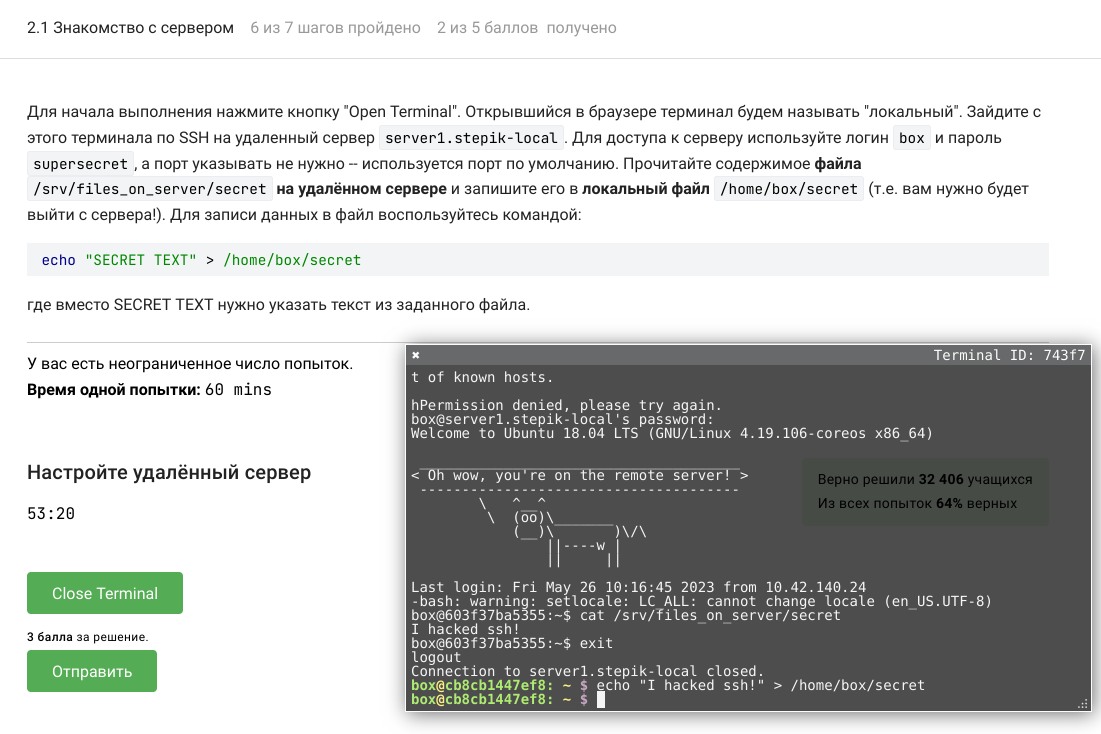 2.1 Знакомство с сервером 6 из 7 шагов пройдено 2 из 5 баллов получено
Для начала выполнения нажмите кнопку "Open Terminal". Открывшийся в браузере терминал будем называть "локальный". Зайдите с
этого терминала по SSH на удаленный сервер server1.stepik-local . Для доступа к серверу используйте логин box и пароль
supersecret , а порт указывать не нужно -- используется порт по умолчанию. Прочитайте содержимое файла
/srv/files_on_server/secret на удалённом сервере и запишите его в локальный файл /home/box/secret (т.е. вам нужно будет
выйти с сервера!). Для записи данных в файл воспользуйтесь командой:
echo "SECRET TEXT" > /home/box/secret
где вместо SECRET TEXT нужно указать текст из заданного файла.
У вас есть неограниченное число попыток.
Время одной попытки: 60 mins
Настройте удалённый сервер
53:20
Close Terminal
3 балла за решение.
Отправить
✖ Terminal ID: 743f7
t of known hosts.
hPermission denied, please try again.
box@server1.stepik-local's password:
Welcome to Ubuntu 18.04 LTS (GNU/Linux 4.19.106-coreos x86_64)
 ______________________________________
< Oh wow, you're on the remote server! >
 --------------------------------------
        \   ^__^
         \  (oo)\_______
            (__)\       )\/\
                ||----w |
                ||     ||
Верно решили 32 406 учащихся
Из всех попыток 64% верных
Last login: Fri May 26 10:16:45 2023 from 10.42.140.24
-bash: warning: setlocale: LC_ALL: cannot change locale (en_US.UTF-8)
box@603f37ba5355:~$ cat /srv/files_on_server/secret
I hacked ssh!
box@603f37ba5355:~$ exit
logout
Connection to server1.stepik-local closed.
box@cb8cb1447ef8: ~ $ echo "I hacked ssh!" > /home/box/secret
box@cb8cb1447ef8: ~ $